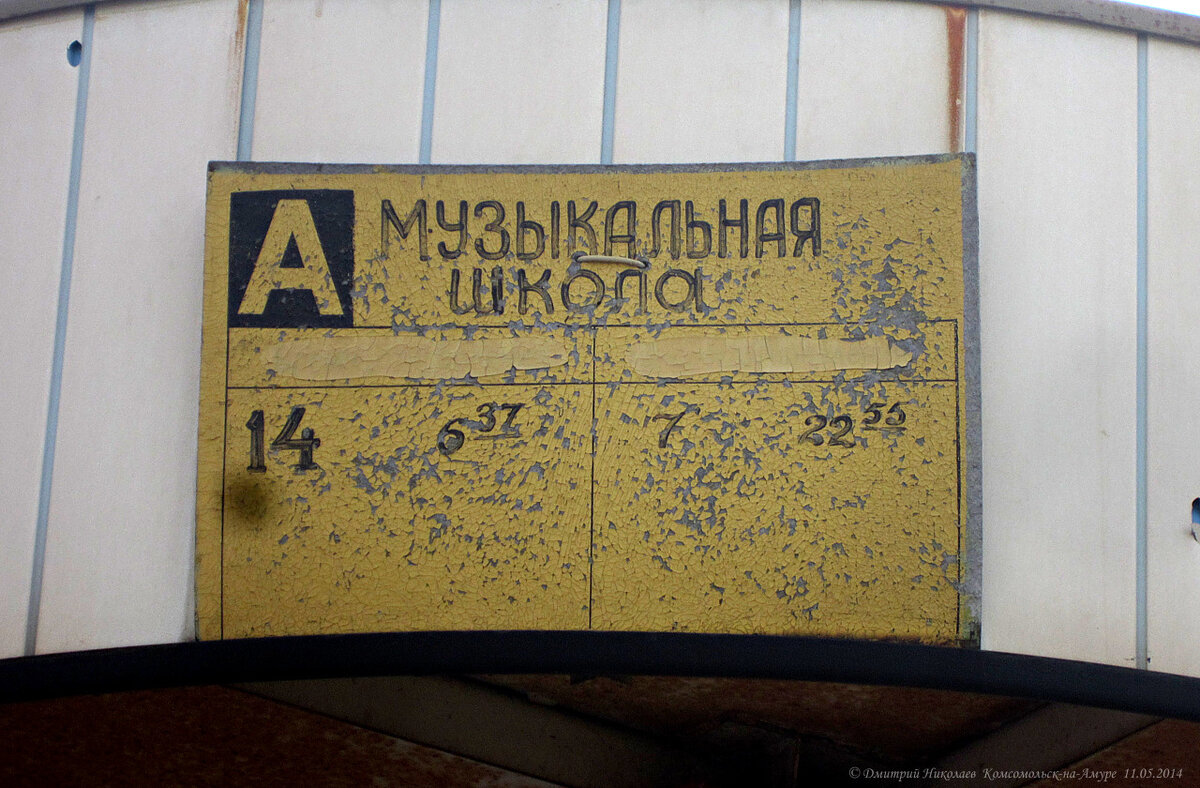 А МУЗЫКАЛЬНАЯ
школа
14 6 37 7 22 55
© Дмитрий Николаев Комсомольск-на-Амуре 11.05.2014